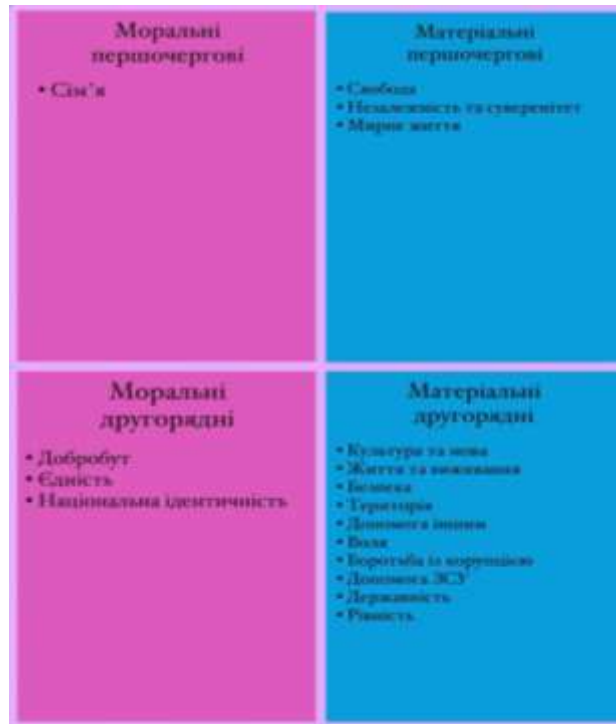 Моральні
першочергові
• Сім’я
Матеріальні
першочергові
• Свобода
• Незалежність та суверенітет
• Мирне життя
Моральні
другорядні
• Добробут
• Єдність
• Національна ідентичність
Матеріальні
другорядні
• Культура та мова
• Життя та виживання
• Безпека
• Територія
• Допомога іншим
• Воля
• Боротьба із корупцією
• Допомога ЗСУ
• Державність
• Рівність